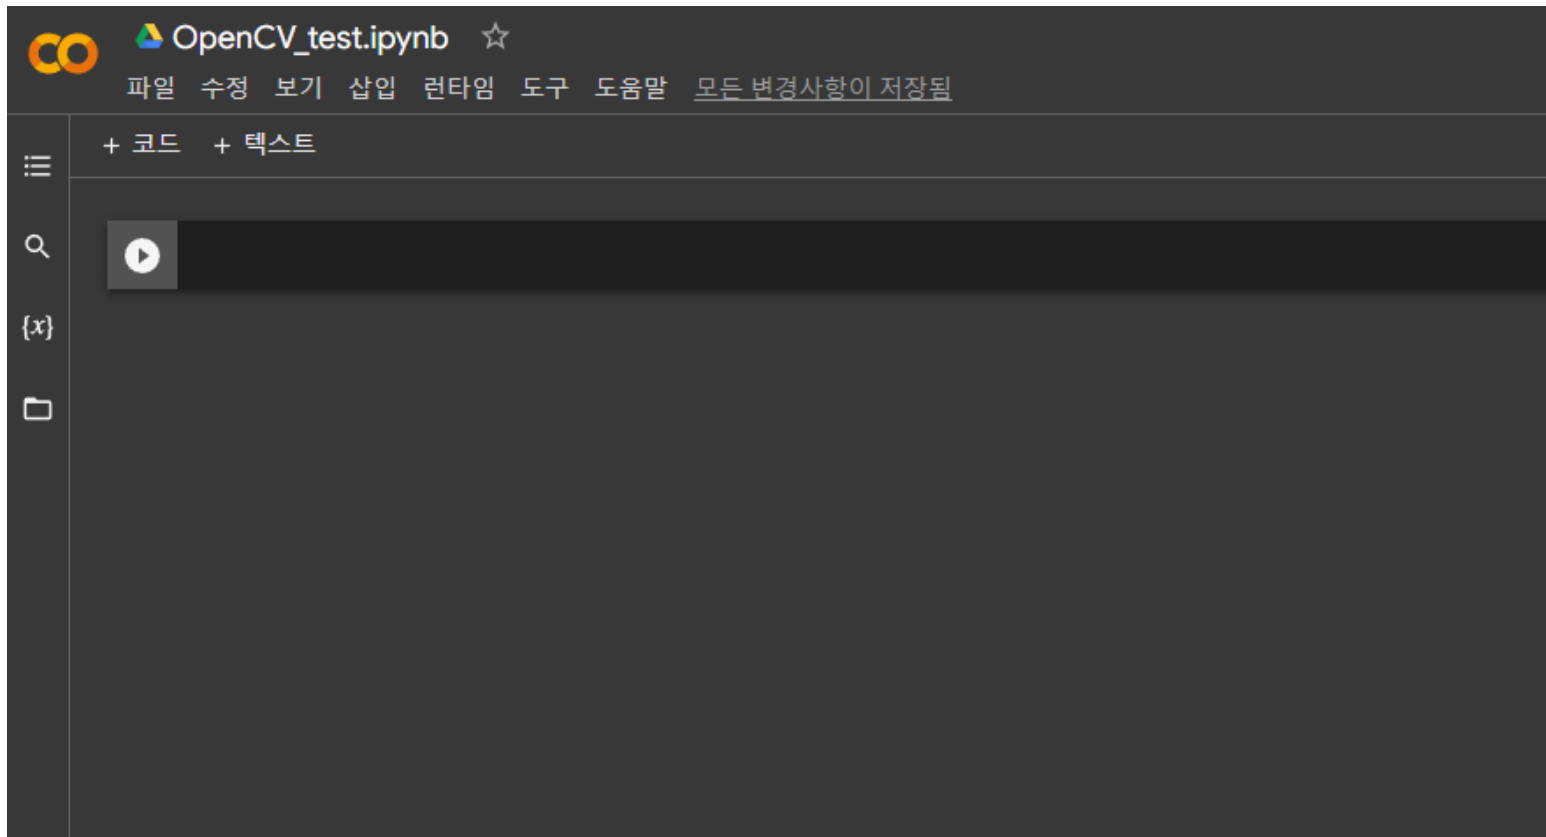 OpenCV_test.ipynb
파일 수정 보기 삽입 런타임 도구 도움말 모든 변경사항이 저장됨
+ 코드 + 텍스트
{x}